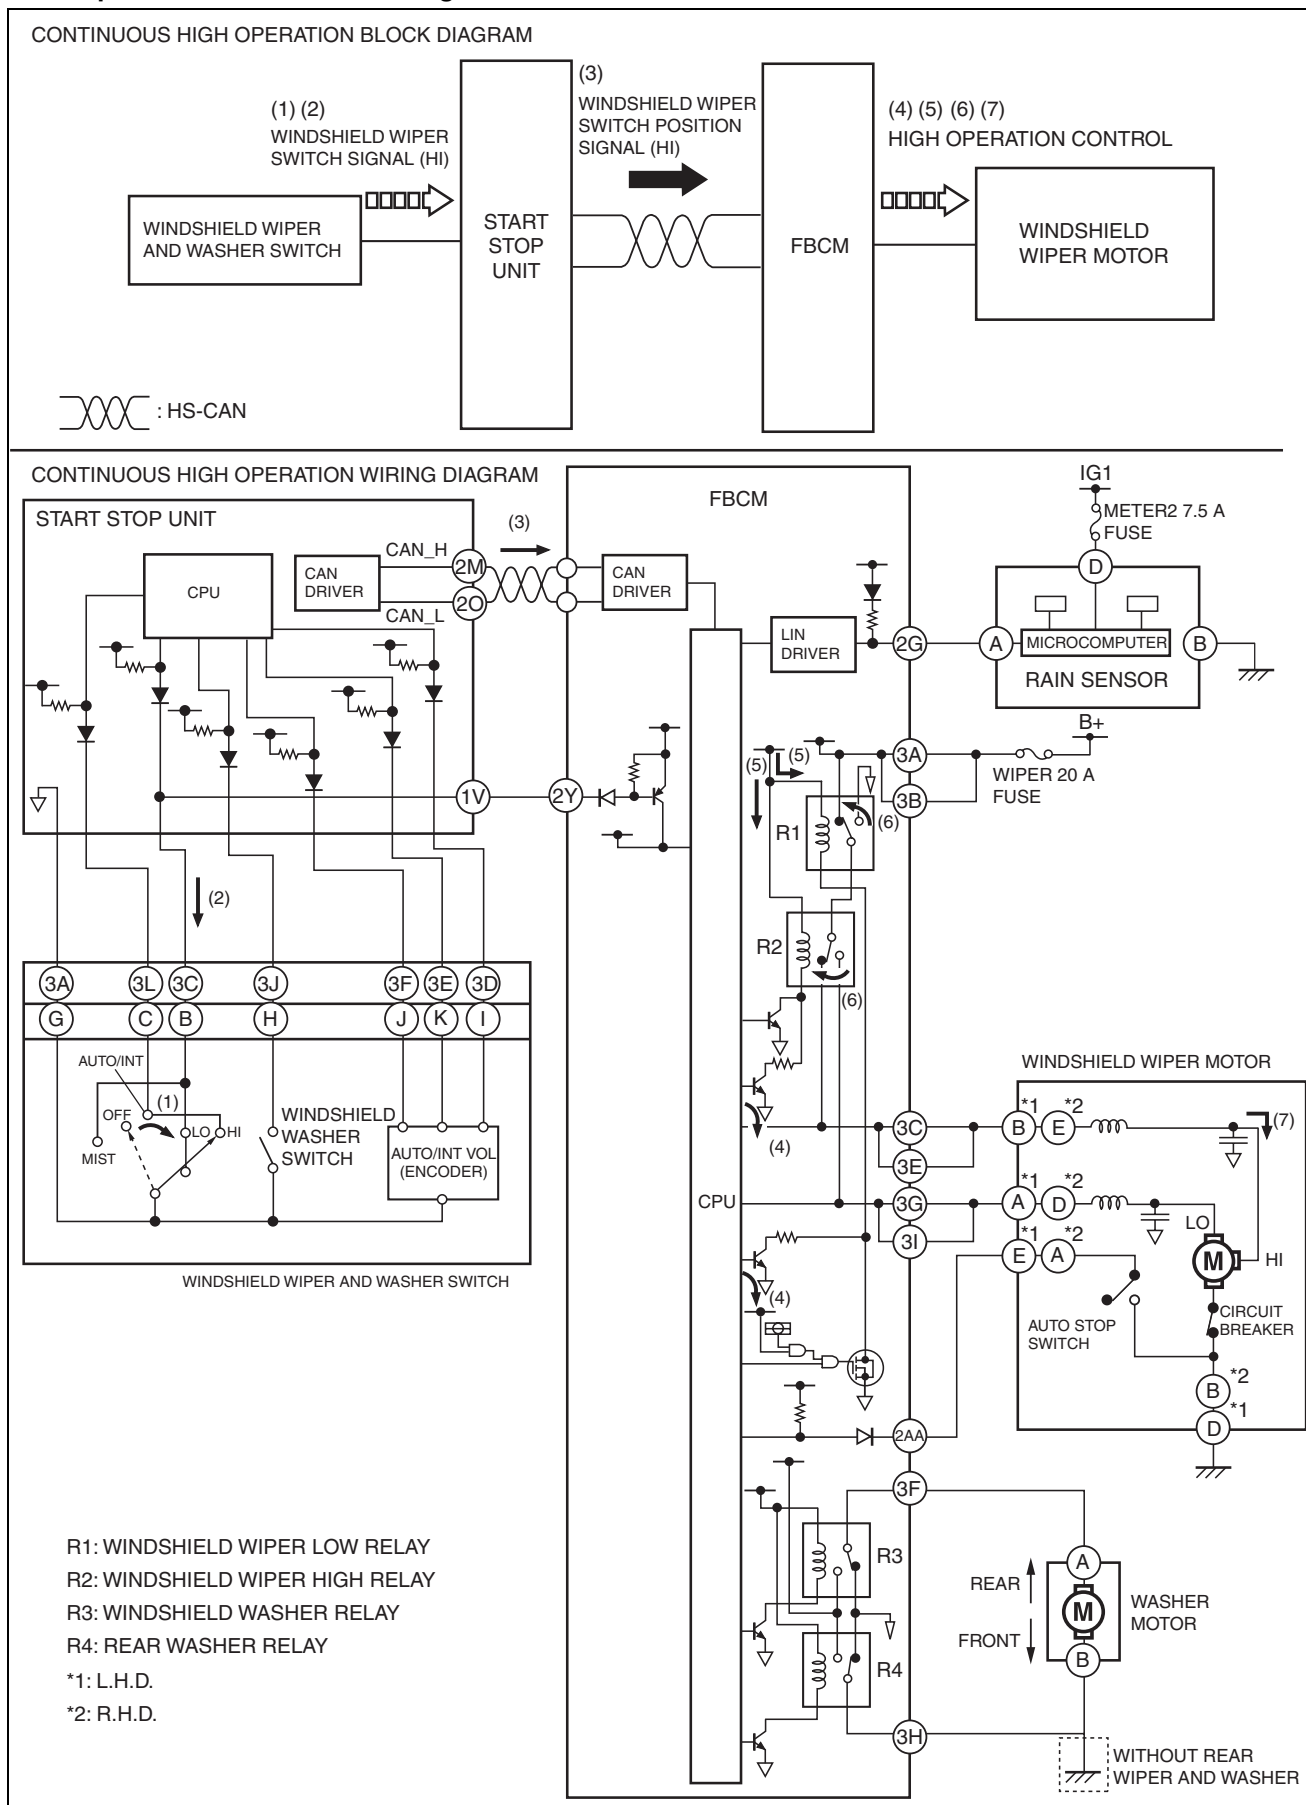 CONTINUOUS HIGH OPERATION BLOCK DIAGRAM
(1) (2)
WINDSHIELD WIPER
SWITCH SIGNAL (HI)
(3)
WINDSHIELD WIPER
SWITCH POSITION
SIGNAL (HI)
(4) (5) (6) (7)
HIGH OPERATION CONTROL
WINDSHIELD WIPER
AND WASHER SWITCH
START
STOP
UNIT
FBCM
WINDSHIELD
WIPER MOTOR
: HS-CAN
CONTINUOUS HIGH OPERATION WIRING DIAGRAM
START STOP UNIT
CPU
CAN
DRIVER
CAN_H
CAN_L
2M
2O
(3)
FBCM
CAN
DRIVER
LIN
DRIVER
2G
IG1
METER2 7.5 A
FUSE
D
A
MICROCOMPUTER
B
RAIN SENSOR
B+
3A
3B
WIPER 20 A
FUSE
(5)
(5)
R1
(6)
1V
2Y
(2)
R2
(6)
3A
3L
3C
3J
3F
3E
3D
G
C
B
H
J
K
I
AUTO/INT
(1)
OFF
LO
HI
MIST
WINDSHIELD
WASHER
SWITCH
AUTO/INT VOL
(ENCODER)
WINDSHIELD WIPER AND WASHER SWITCH
CPU
(4)
(4)
3C
3E
3G
3I
2AA
3F
3H
WINDSHIELD WIPER MOTOR
*1
*2
B
E
(7)
*1
*2
A
D
LO
*1
*2
E
A
M
HI
AUTO STOP
SWITCH
CIRCUIT
BREAKER
B
*2
*1
D
R3
R4
REAR
FRONT
A
M
B
WASHER
MOTOR
WITHOUT REAR
WIPER AND WASHER
R1: WINDSHIELD WIPER LOW RELAY
R2: WINDSHIELD WIPER HIGH RELAY
R3: WINDSHIELD WASHER RELAY
R4: REAR WASHER RELAY
*1: L.H.D.
*2: R.H.D.